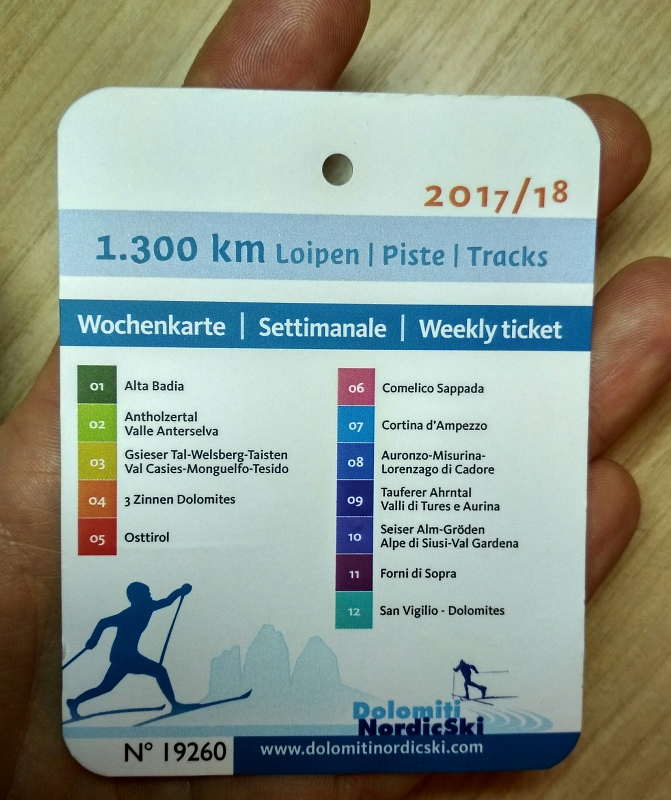 2017/18
1.300 km Loipen | Piste | Tracks
Wochenkarte | Settimanale | Weekly ticket
01 Alta Badia
02 Antholzertal
Valle Anterselva
03 Gsieser Tal-Welsberg-Taisten
Val Casies-Monguelfo-Tesido
04 3 Zinnen Dolomites
05 Osttirol
06 Comelico Sappada
07 Cortina d'Ampezzo
08 Auronzo-Misurina-
Lorenzago di Cadore
09 Tauferer Ahrntal
Valli di Tures e Aurina
10 Seiser Alm-Gröden
Alpe di Siusi-Val Gardena
11 Forni di Sopra
12 San Vigilio - Dolomites
Dolomiti
NordicSki
N° 19260
www.dolomitinordicski.com